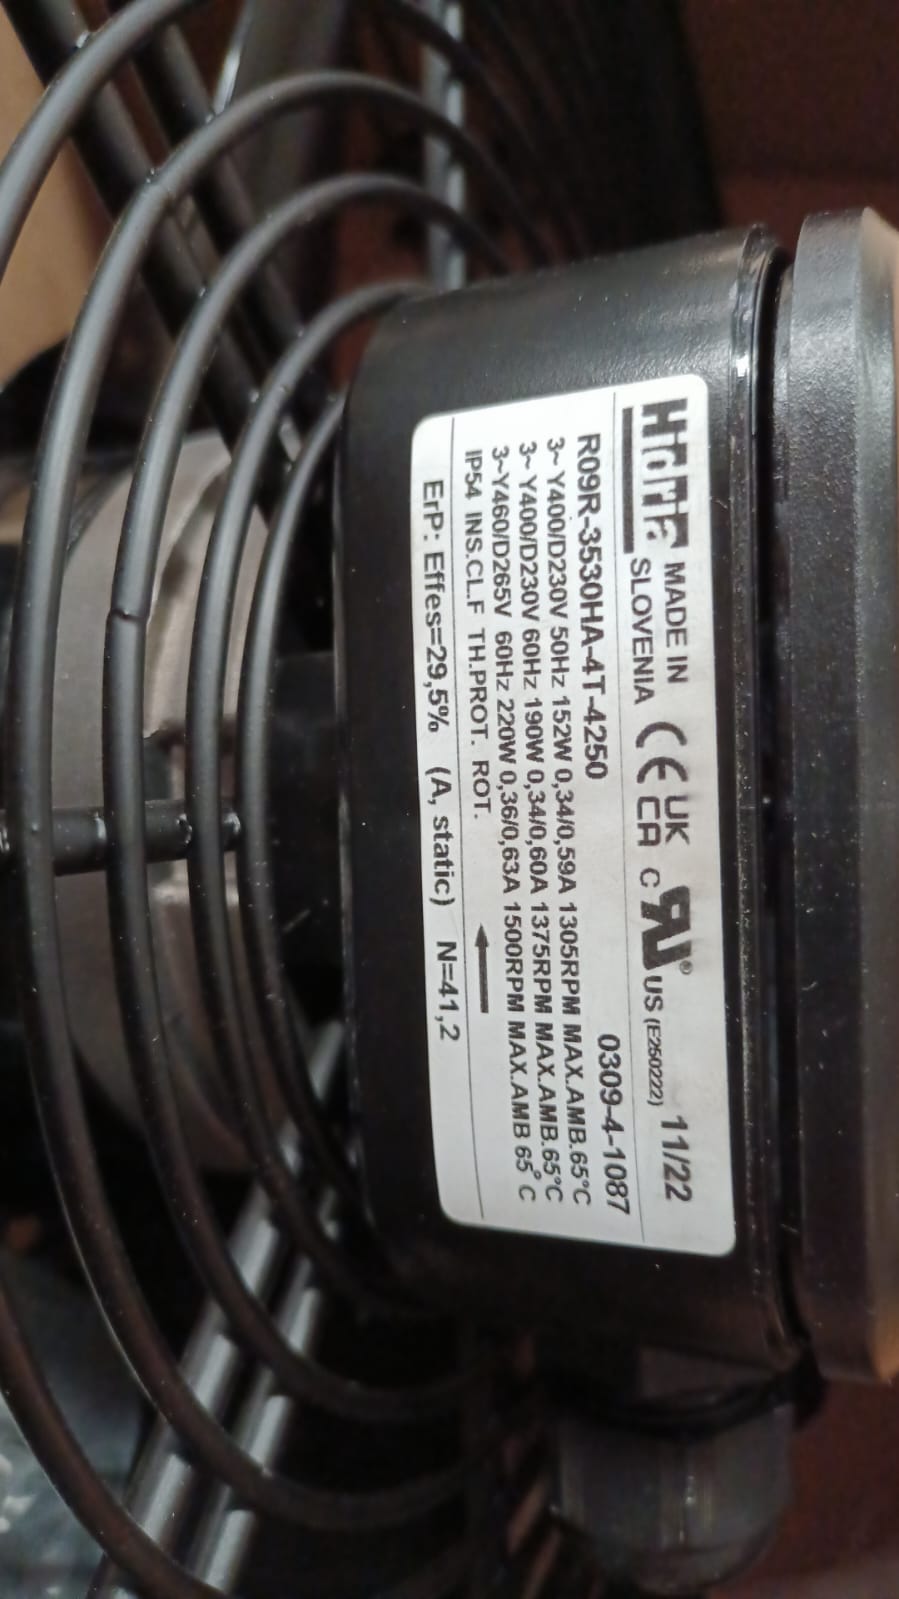 Hidria MADE IN SLOVENIA CE UK CA c RU® US (E250222) 11/22
R09R-3530HA-4T-4250 0309-4-1087
3~ Y400/D230V 50Hz 152W 0,34/0,59A 1305RPM MAX.AMB.65°C
3~ Y400/D230V 60Hz 190W 0,34/0,60A 1375RPM MAX.AMB.65°C
3~Y460/D265V 60Hz 220W 0,36/0,63A 1500RPM MAX.AMB 65°C
IP54 INS.CL.F TH.PROT. ROT.
ErP: Effes=29,5% (A, static) N=41,2